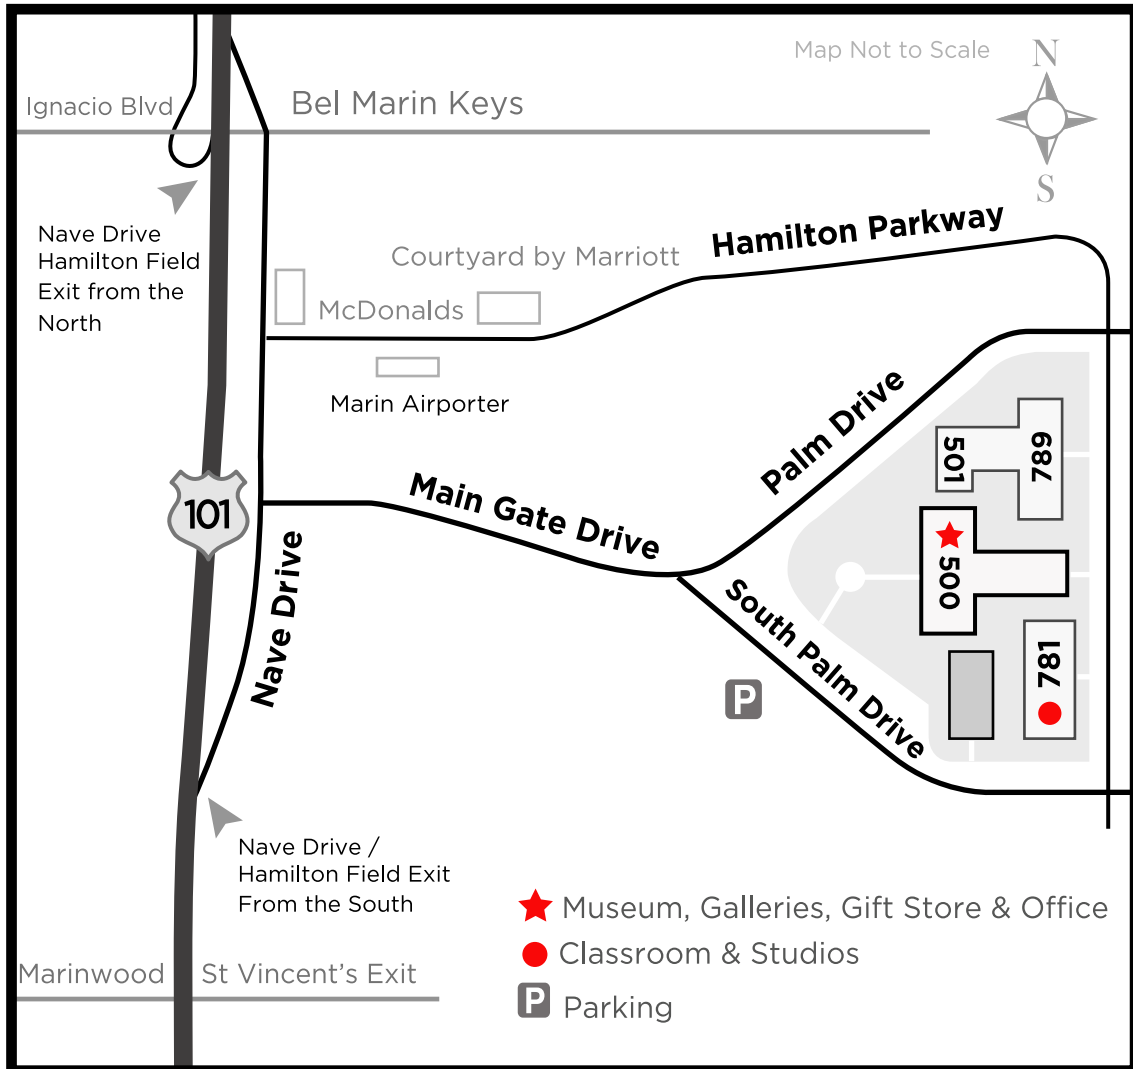 Map Not to Scale
N
S
Ignacio Blvd
Bel Marin Keys
Nave Drive
Hamilton Field
Exit from the
North
Hamilton Parkway
Courtyard by Marriott
McDonalds
Marin Airporter
Palm Drive
101
Main Gate Drive
Nave Drive
South Palm Drive
501
789
500
781
P
Nave Drive /
Hamilton Field Exit
From the South
Museum, Galleries, Gift Store & Office
Classroom & Studios
P Parking
Marinwood
St Vincent's Exit